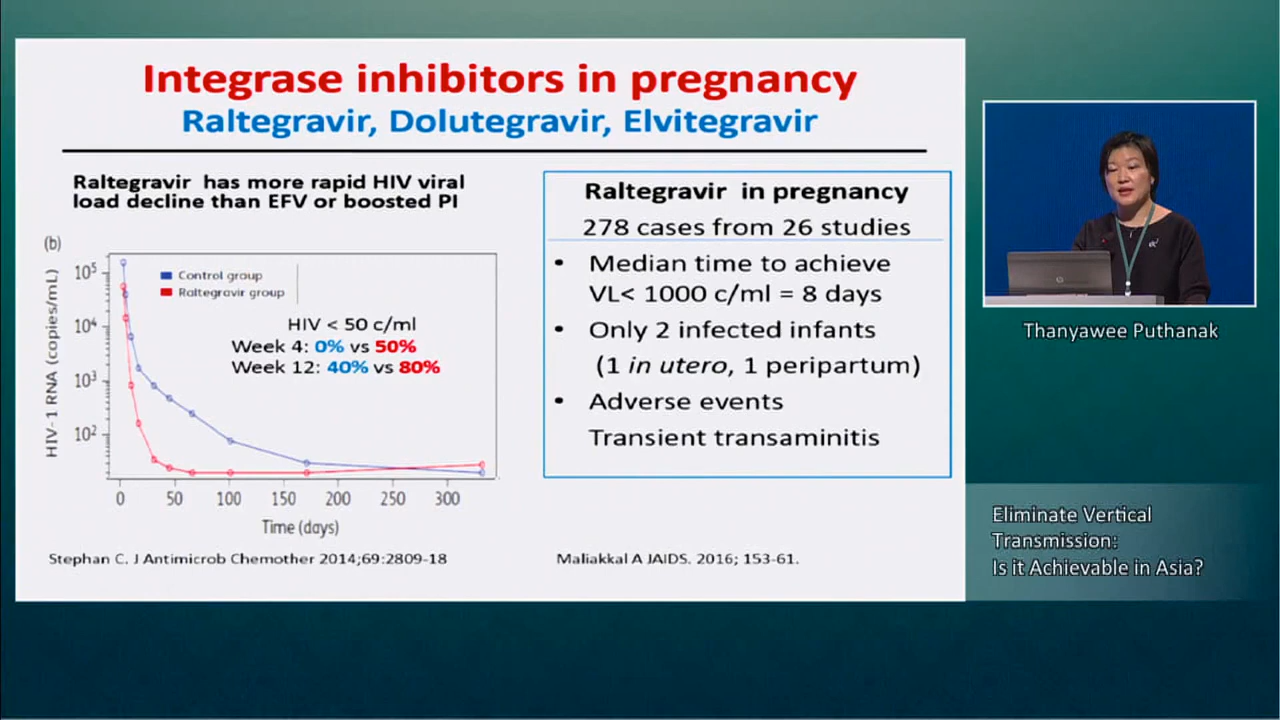 Integrase inhibitors in pregnancy
Raltegravir, Dolutegravir, Elvitegravir
Raltegravir has more rapid HIV viral
load decline than EFV or boosted PI
(b)
HIV-1 RNA (copies/mL)
10⁵
10⁴
10³
10²
Control group
Raltegravir group
HIV < 50 c/ml
Week 4: 0% vs 50%
Week 12: 40% vs 80%
0 50 100 150 200 250 300
Time (days)
Stephan C. J Antimicrob Chemother 2014;69:2809-18
Raltegravir in pregnancy
278 cases from 26 studies
• Median time to achieve
VL< 1000 c/ml = 8 days
• Only 2 infected infants
(1 in utero, 1 peripartum)
• Adverse events
Transient transaminitis
Maliakkal A JAIDS. 2016; 153-61.
Thanyawee Puthanak
Eliminate Vertical
Transmission:
Is it Achievable in Asia?